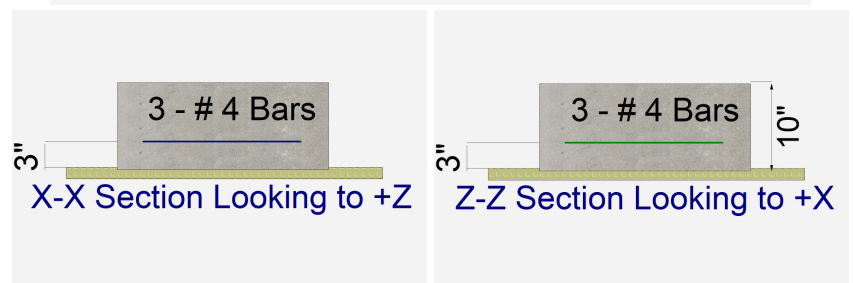 3 - # 4 Bars
3"
X-X Section Looking to +Z
3 - # 4 Bars
10"
3"
Z-Z Section Looking to +X